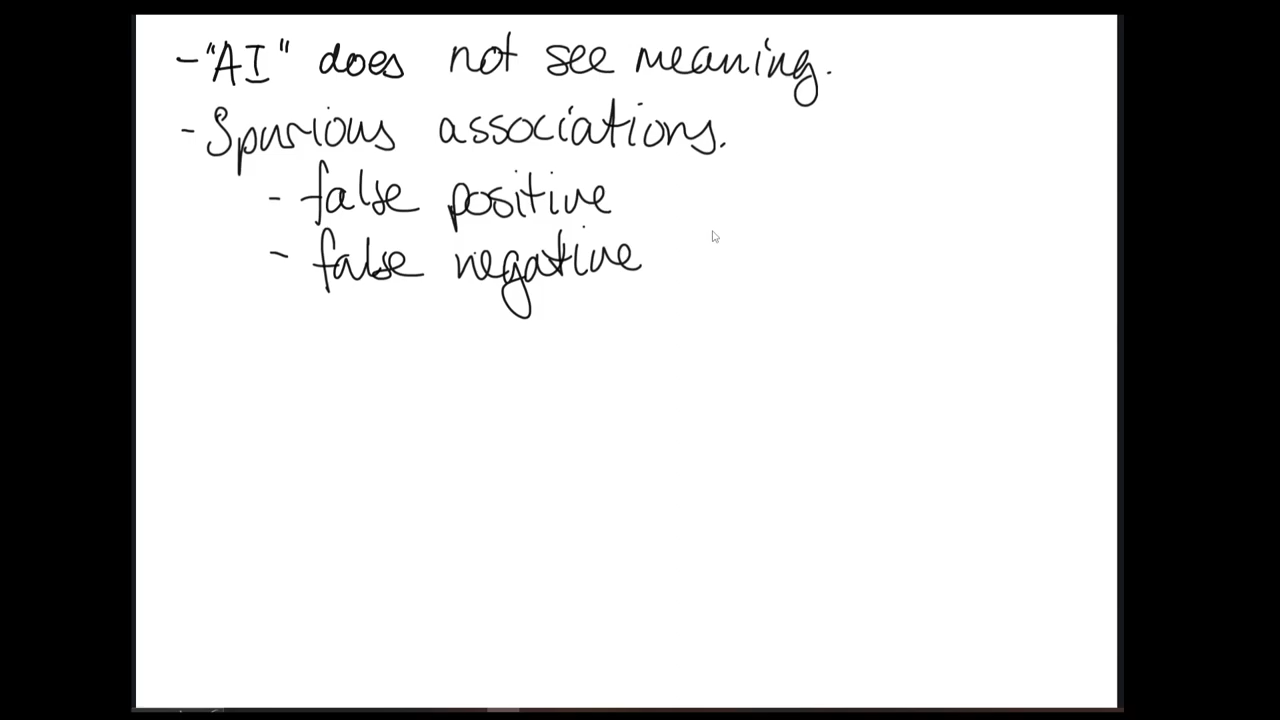 - "AI" does not see meaning.
- Spurious associations.
- false positive
- false negative